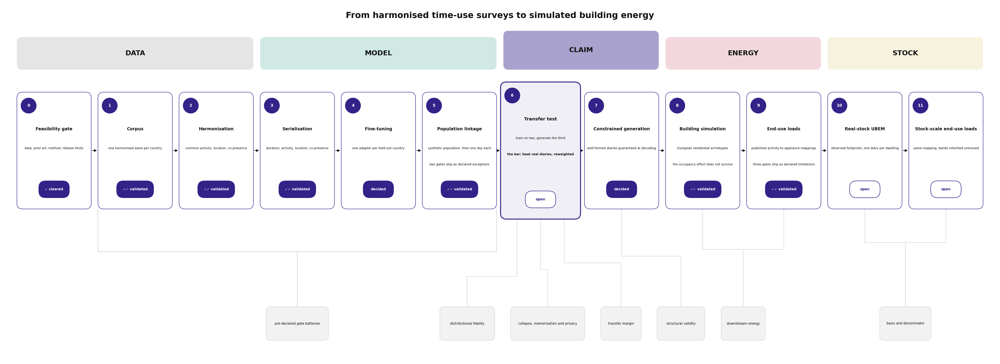 From harmonised time-use surveys to simulated building energy
DATA
MODEL
CLAIM
ENERGY
STOCK
0
Feasibility gate
data, prior art, method, release limits
✓ cleared
1
Corpus
one harmonised wave per country
✓✓ validated
2
Harmonisation
common activity, location, co-presence
✓✓ validated
3
Serialisation
duration, activity, location, co-presence
✓✓ validated
4
Fine-tuning
one adapter per held-out country
decided
5
Population linkage
synthetic population, then one day each
two gates ship as declared exceptions
✓✓ validated
6
Transfer test
train on two, generate the third
the bar: beat real diaries, reweighted
open
7
Constrained generation
well-formed diaries guaranteed at decoding
decided
8
Building simulation
European residential archetypes
the occupancy effect does not survive
✓✓ validated
9
End-use loads
published activity-to-appliance mappings
three gates ship as declared limitations
✓✓ validated
10
Real-stock UBEM
observed footprints, one diary per dwelling
open
11
Stock-scale end-use loads
same mapping, bands inherited unmoved
open
pre-declared gate batteries
distributional fidelity
collapse, memorisation and privacy
transfer margin
structural validity
downstream energy
basis and denominator